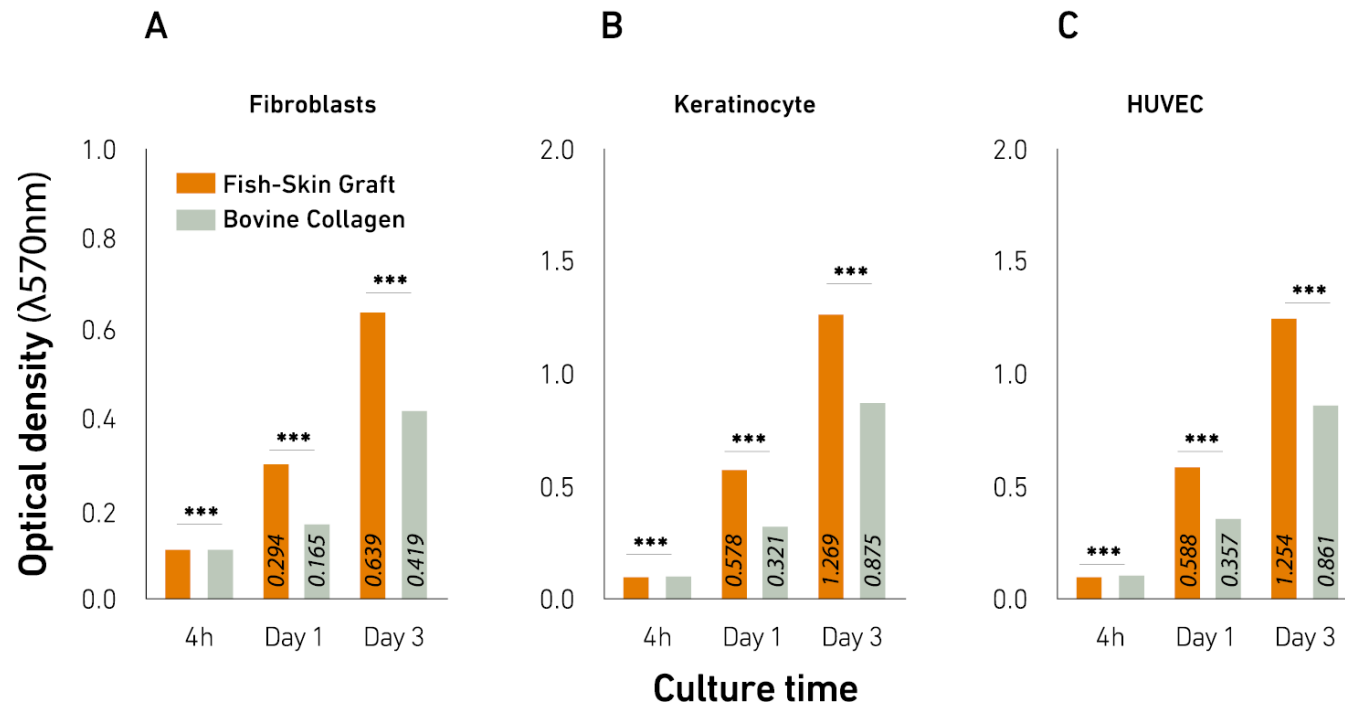 A
B
C
Fibroblasts
Keratinocyte
HUVEC
Optical density (λ570nm)
1.0
0.8
0.6
0.4
0.2
0.0
Fish-Skin Graft
Bovine Collagen
***
***
***
0.294
0.165
0.639
0.419
4h
Day 1
Day 3
2.0
1.5
1.0
0.5
0.0
***
***
***
0.578
0.321
1.269
0.875
4h
Day 1
Day 3
2.0
1.5
1.0
0.5
0.0
***
***
***
0.588
0.357
1.254
0.861
4h
Day 1
Day 3
Culture time